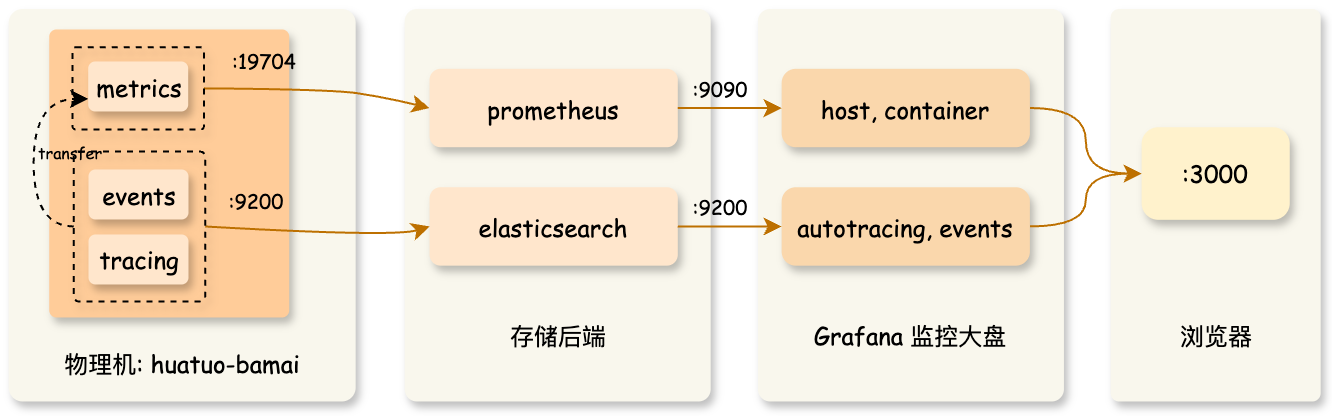 metrics
transfer
events
tracing
物理机: huatuo-bamai
:19704
:9200
prometheus
elasticsearch
存储后端
:9090
:9200
host, container
autotracing, events
Grafana 监控大盘
:3000
浏览器